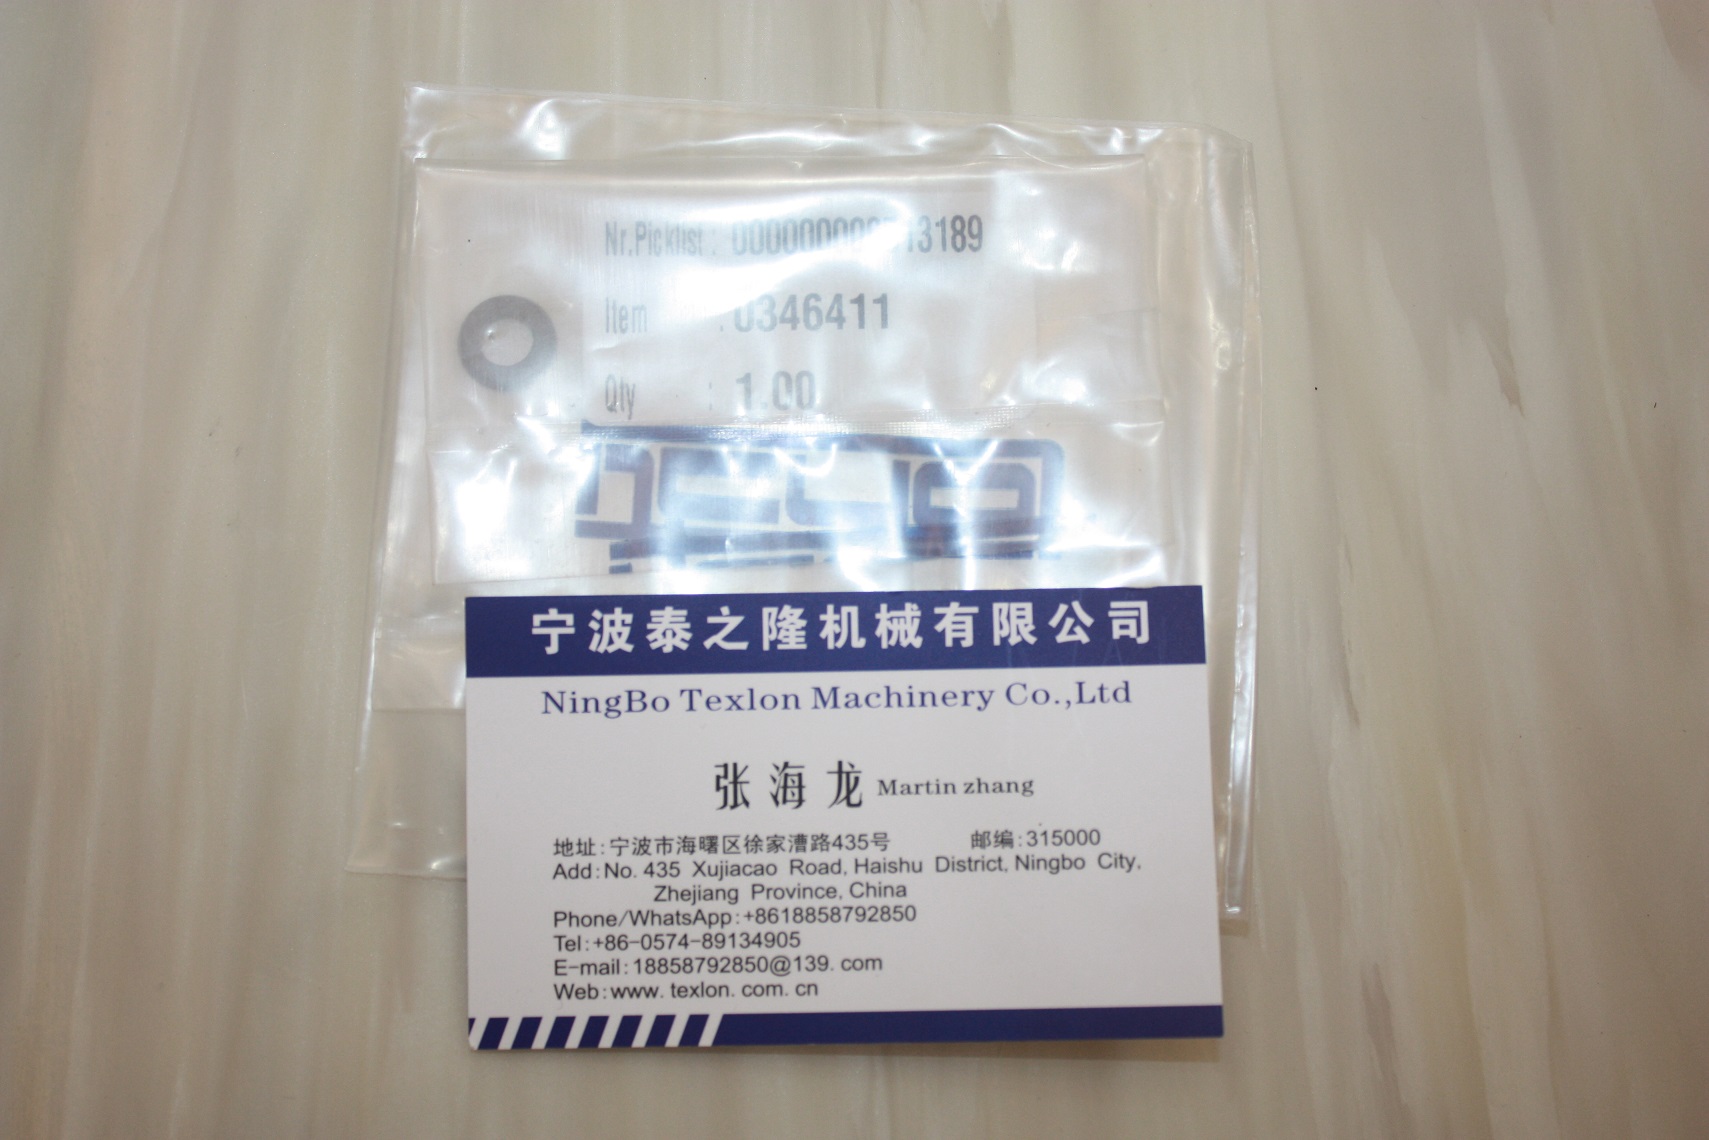 Nr.Picklist :
Item : 0346411
Qty : 1.00
宁波泰之隆机械有限公司
NingBo Texlon Machinery Co.,Ltd
张海龙 Martin zhang
地址:宁波市海曙区徐家漕路435号 邮编:315000
Add:No. 435 Xujiacao Road, Haishu District, Ningbo City,
Zhejiang Province, China
Phone/WhatsApp:+8618858792850
Tel:+86-0574-89134905
E-mail:18858792850@139. com
Web:www. texlon. com. cn